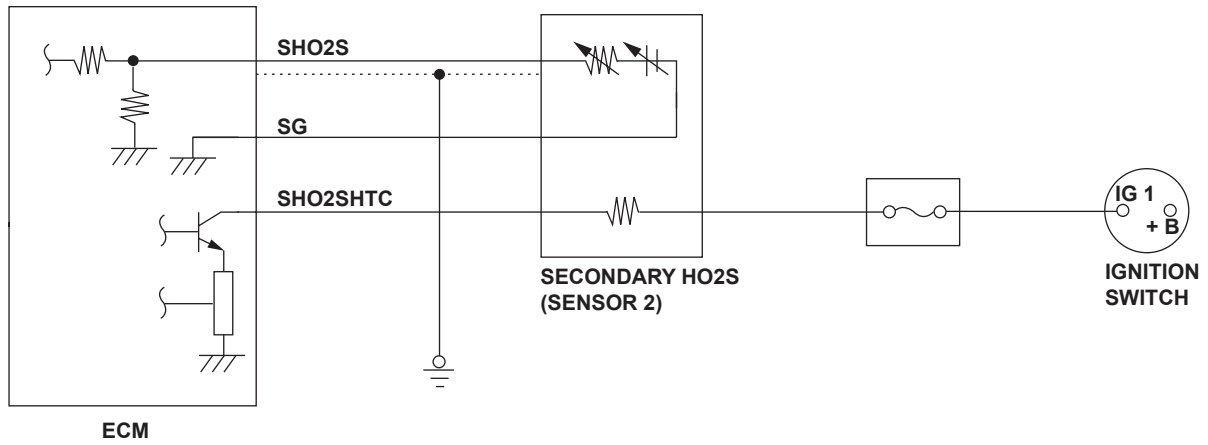 SHO2S
SG
SHO2SHTC
IG 1
+ B
SECONDARY HO2S
(SENSOR 2)
IGNITION
SWITCH
ECM